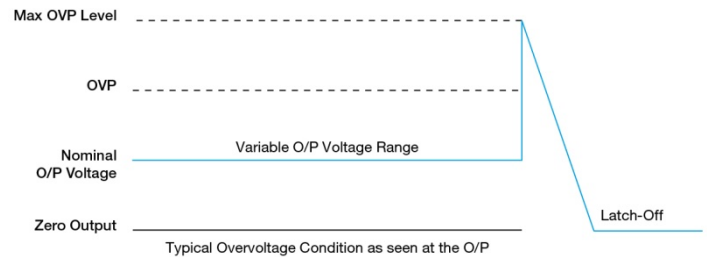 Max OVP Level
OVP
Variable O/P Voltage Range
Nominal
O/P Voltage
Latch-Off
Zero Output
Typical Overvoltage Condition as seen at the O/P